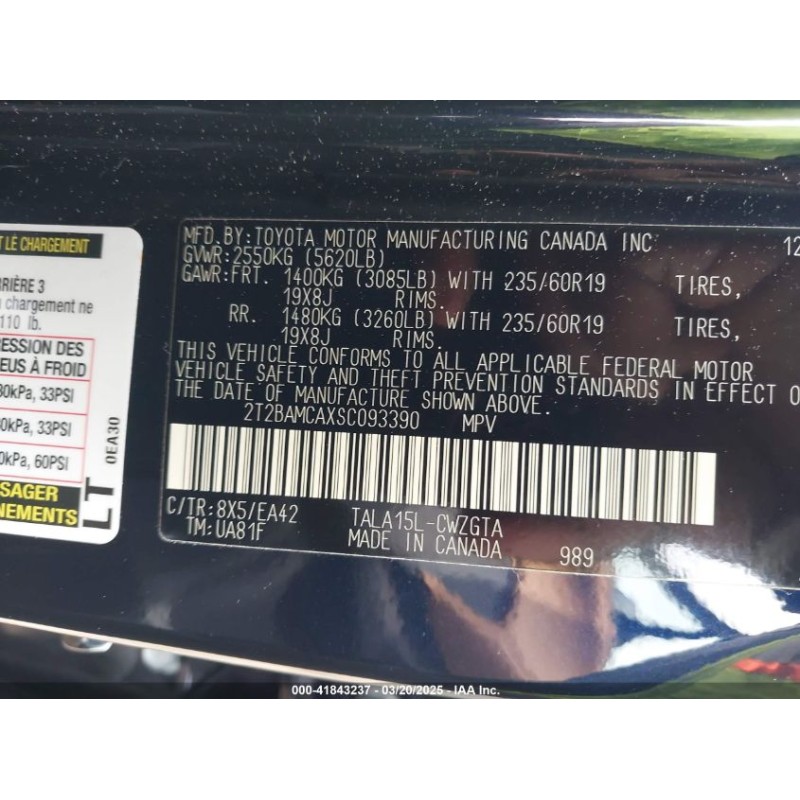 T LE CHARGEMENT
RIÈRE 3
chargement ne
110 lb.
PRESSION DES
EUS À FROID
30kPa, 33PSI
0kPa, 33PSI
0kPa, 60PSI
SSAGER
NEMENTS
LT
0EA30
MFD.BY:TOYOTA MOTOR MANUFACTURING CANADA INC 12
GVWR:2550KG (5620LB)
GAWR:FRT. 1400KG (3085LB) WITH 235/60R19 TIRES,
19X8J RIMS.
RR. 1480KG (3260LB) WITH 235/60R19 TIRES,
19X8J RIMS.
THIS VEHICLE CONFORMS TO ALL APPLICABLE FEDERAL MOTOR
VEHICLE SAFETY AND THEFT PREVENTION STANDARDS IN EFFECT O
THE DATE OF MANUFACTURE SHOWN ABOVE.
2T2BAMCAXSC093390 MPV
C/TR:8X5/EA42 TALA15L-CWZGTA
TM:UA81F MADE IN CANADA 989
000-41843237 - 03/20/2025 - IAA Inc.